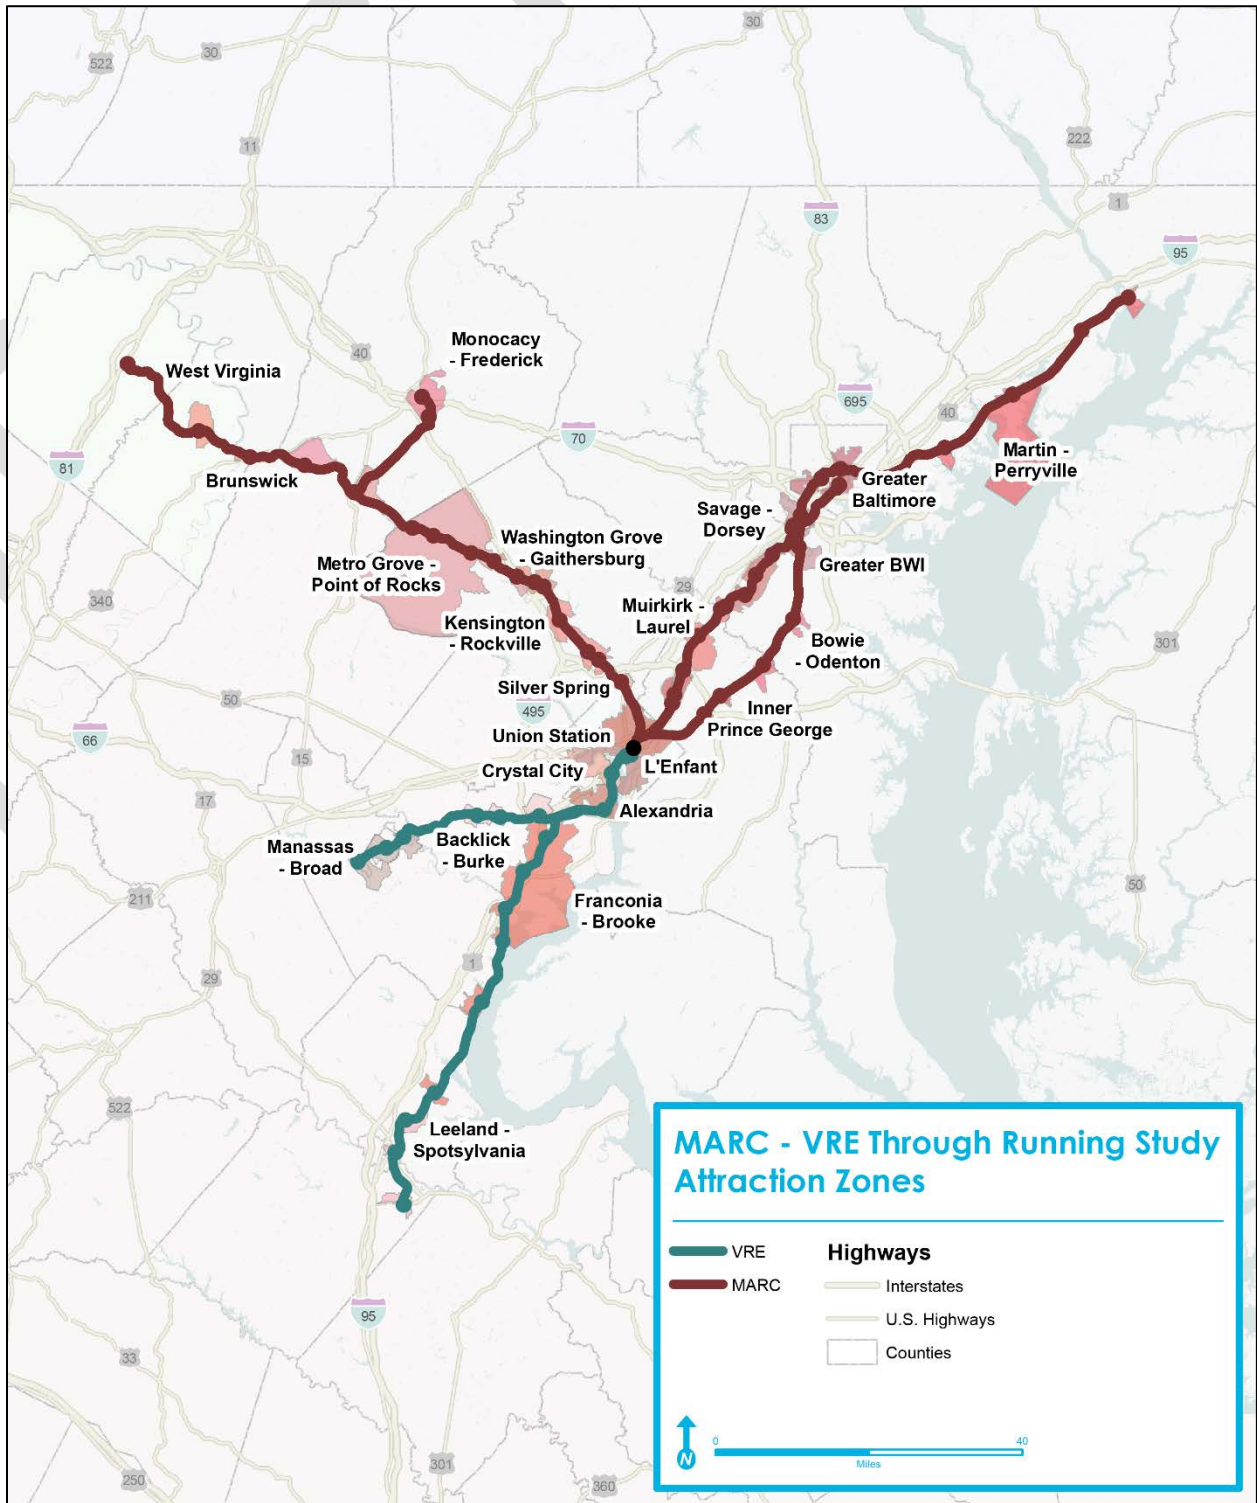 30
30
522
11
222
1
83
95
Monocacy
- Frederick
40
West Virginia
695
40
70
81
Martin -
Perryville
Brunswick
Greater
Baltimore
Savage -
Dorsey
Washington Grove
- Gaithersburg
Metro Grove -
Point of Rocks
Greater BWI
29
340
Muirkirk -
Laurel
Kensington
- Rockville
301
Bowie
- Odenton
Silver Spring
50
495
Inner
Prince George
Union Station
66
15
Crystal City
L'Enfant
17
Alexandria
Manassas
- Broad
Backlick
- Burke
50
211
Franconia
- Brooke
1
29
522
Leeland -
Spotsylvania
95
33
301
250
360
MARC - VRE Through Running Study
Attraction Zones
VRE
MARC
Highways
Interstates
U.S. Highways
Counties
N
0
40
Miles